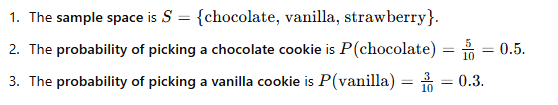 1. The sample space is S = {chocolate, vanilla, strawberry}.
2. The probability of picking a chocolate cookie is P(chocolate) = 5/10 = 0.5.
3. The probability of picking a vanilla cookie is P(vanilla) = 3/10 = 0.3.